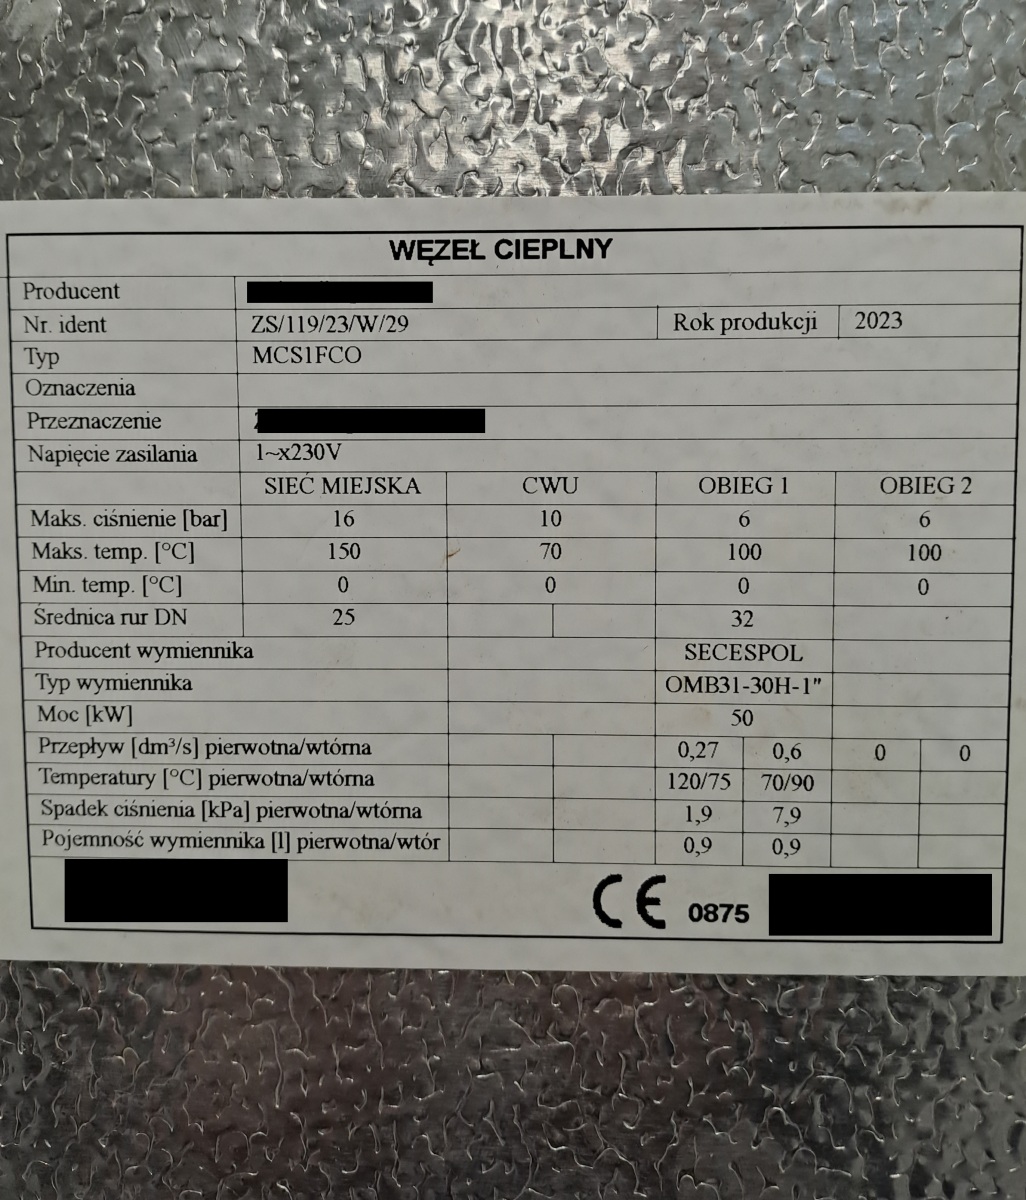 WĘZEŁ CIEPLNY
Producent
Nr. ident ZS/119/23/W/29 Rok produkcji 2023
Typ MCS1FCO
Oznaczenia
Przeznaczenie
Napięcie zasilania 1~x230V
SIEĆ MIEJSKA CWU OBIEG 1 OBIEG 2
Maks. ciśnienie [bar] 16 10 6 6
Maks. temp. [°C] 150 70 100 100
Min. temp. [°C] 0 0 0 0
Średnica rur DN 25 32
Producent wymiennika SECESPOL
Typ wymiennika OMB31-30H-1"
Moc [kW] 50
Przepływ [dm³/s] pierwotna/wtórna 0,27 0,6 0 0
Temperatury [°C] pierwotna/wtórna 120/75 70/90
Spadek ciśnienia [kPa] pierwotna/wtórna 1,9 7,9
Pojemność wymiennika [l] pierwotna/wtór 0,9 0,9
CE 0875